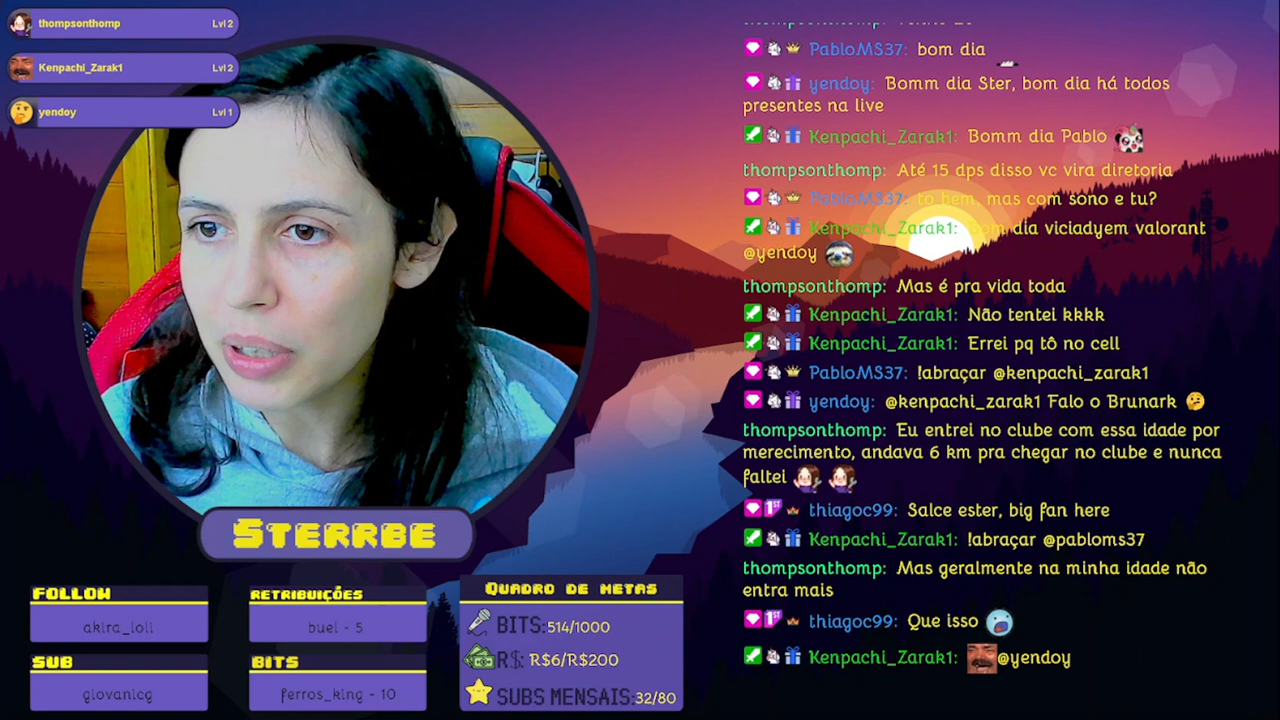 thompsonthomp Lvl 2
Kenpachi_Zarak1 Lvl 2
yendoy Lvl 1
PabloMS37: bom dia
yendoy: Bomm dia Ster, bom dia há todos
presentes na live
Kenpachi_Zarak1: Bomm dia Pablo
thompsonthomp: Até 15 dps disso vc vira diretoria
PabloMS37: to bem, mas com sono e tu?
Kenpachi_Zarak1: Bom dia viciadyem valorant
@yendoy
thompsonthomp: Mas é pra vida toda
Kenpachi_Zarak1: Não tentei kkkk
Kenpachi_Zarak1: Errei pq tô no cell
PabloMS37: !abraçar @kenpachi_zarak1
yendoy: @kenpachi_zarak1 Falo o Brunark
thompsonthomp: Eu entrei no clube com essa idade por
merecimento, andava 6 km pra chegar no clube e nunca
faltei
thiagoc99: Salce ester, big fan here
Kenpachi_Zarak1: !abraçar @pabloms37
thompsonthomp: Mas geralmente na minha idade não
entra mais
thiagoc99: Que isso
Kenpachi_Zarak1: @yendoy
STERRBE
FOLLOW
akira_loli
RETRIBUIÇÕES
buel - 5
SUB
giovanicg
BITS
ferros_king - 10
QUADRO DE METAS
BITS: 514/1000
R$: R$6/R$200
SUBS MENSAIS: 32/80